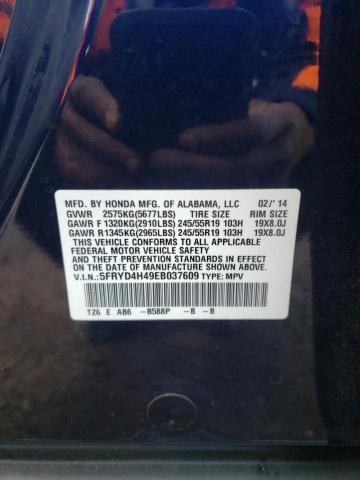 MFD. BY HONDA MFG. OF ALABAMA, LLC 02/'14
GVWR 2575KG(5677LBS) TIRE SIZE RIM SIZE
GAWR F 1320KG(2910LBS) 245/55R19 103H 19X8.0J
GAWR R1345KG(2965LBS) 245/55R19 103H 19X8.0J
THIS VEHICLE CONFORMS TO ALL APPLICABLE
FEDERAL MOTOR VEHICLE SAFETY AND THEFT
PREVENTION STANDARDS IN EFFECT ON THE
DATE OF MANUFACTURE SHOWN ABOVE.
V.I.N.:5FRYD4H49EB037609 TYPE: MPV
TZ6 E AB6 -B588P -B -B